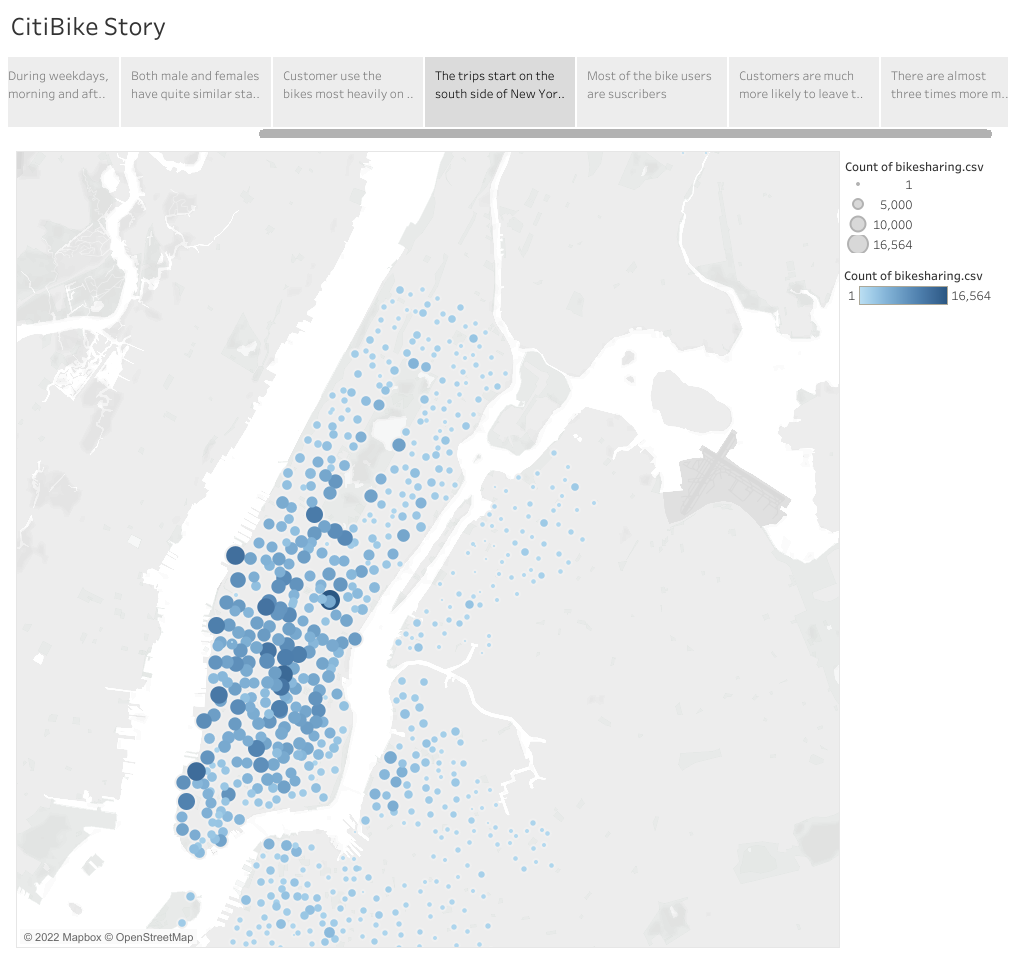 CitiBike Story
During weekdays,
morning and aft..
Both male and females
have quite similar sta..
Customer use the
bikes most heavily on ..
The trips start on the
south side of New Yor..
Most of the bike users
are suscribers
Customers are much
more likely to leave t..
There are almost
three times more m..
Count of bikesharing.csv
1
5,000
10,000
16,564
Count of bikesharing.csv
1 16,564
© 2022 Mapbox © OpenStreetMap